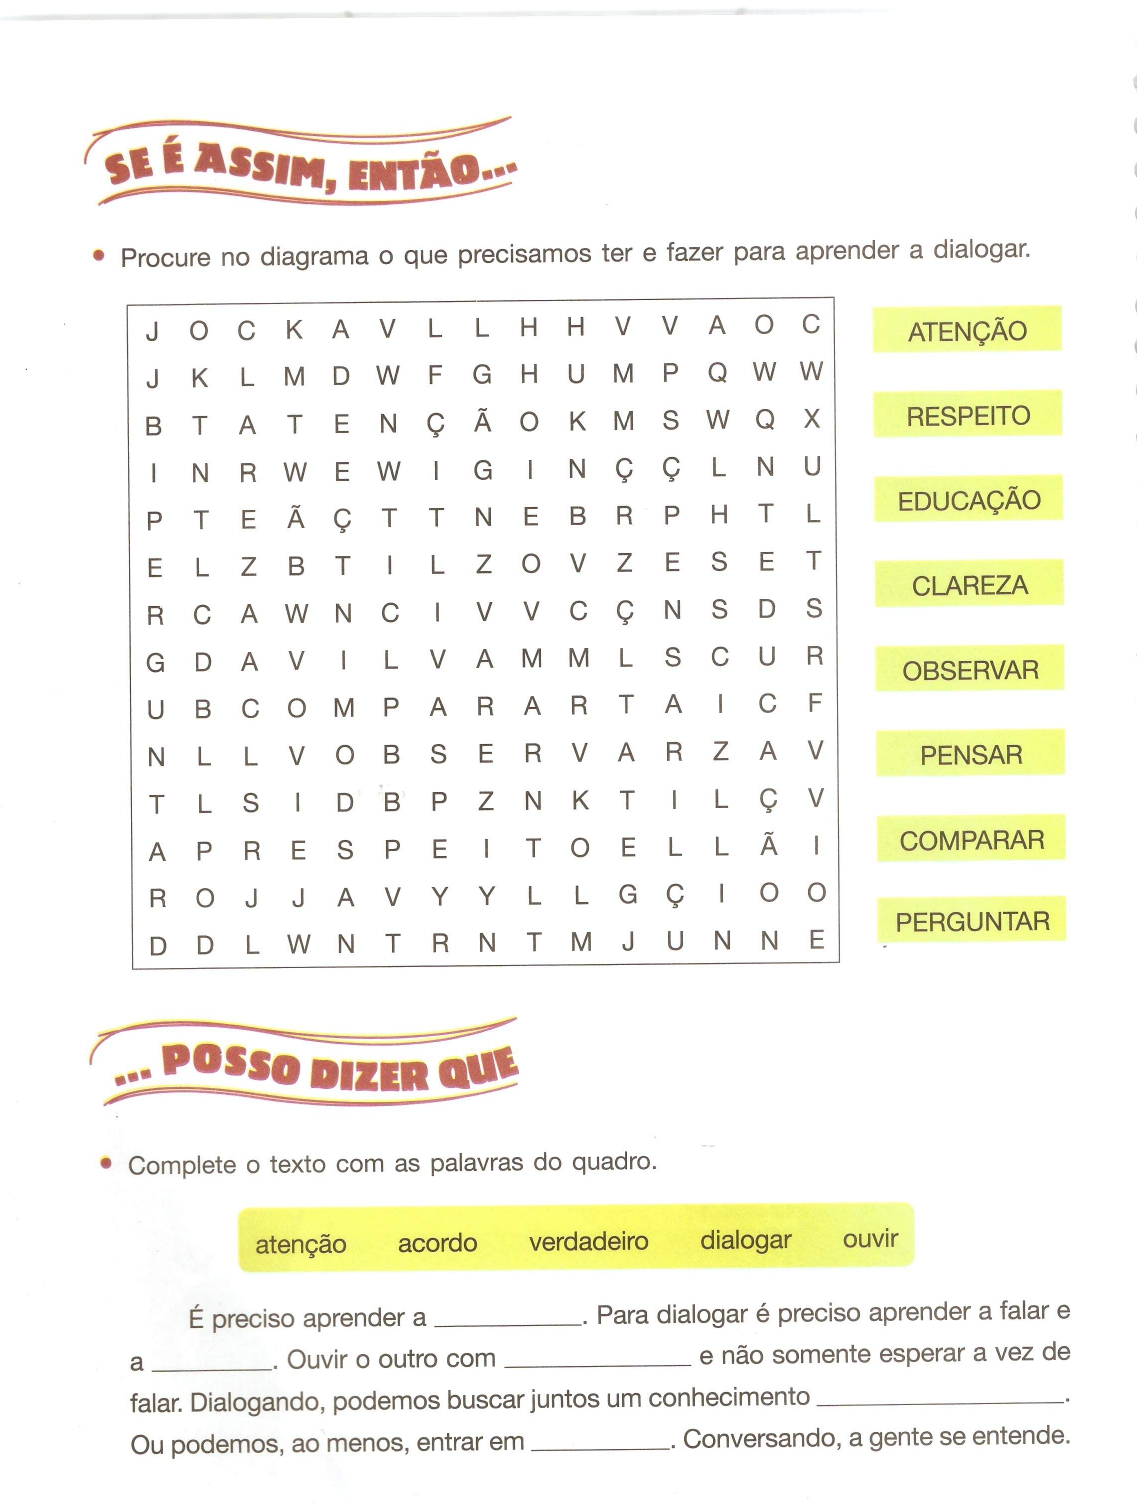 SE É ASSIM, ENTÃO...
• Procure no diagrama o que precisamos ter e fazer para aprender a dialogar.
J O C K A V L L H H V V A O C
J K L M D W F G H U M P Q W W
B T A T E N Ç Ã O K M S W Q X
I N R W E W I G I N Ç Ç L N U
P T E Ã Ç T T N E B R P H T L
E L Z B T I L Z O V Z E S E T
R C A W N C I V V C Ç N S D S
G D A V I L V A M M L S C U R
U B C O M P A R A R T A I C F
N L L V O B S E R V A R Z A V
T L S I D B P Z N K T I L Ç V
A P R E S P E I T O E L L Ã I
R O J J A V Y Y L L G Ç I O O
D D L W N T R N T M J U N N E
ATENÇÃO
RESPEITO
EDUCAÇÃO
CLAREZA
OBSERVAR
PENSAR
COMPARAR
PERGUNTAR
... POSSO DIZER QUE
• Complete o texto com as palavras do quadro.
atenção acordo verdadeiro dialogar ouvir
É preciso aprender a ___________. Para dialogar é preciso aprender a falar e
a _________. Ouvir o outro com ______________ e não somente esperar a vez de
falar. Dialogando, podemos buscar juntos um conhecimento __________________.
Ou podemos, ao menos, entrar em __________. Conversando, a gente se entende.